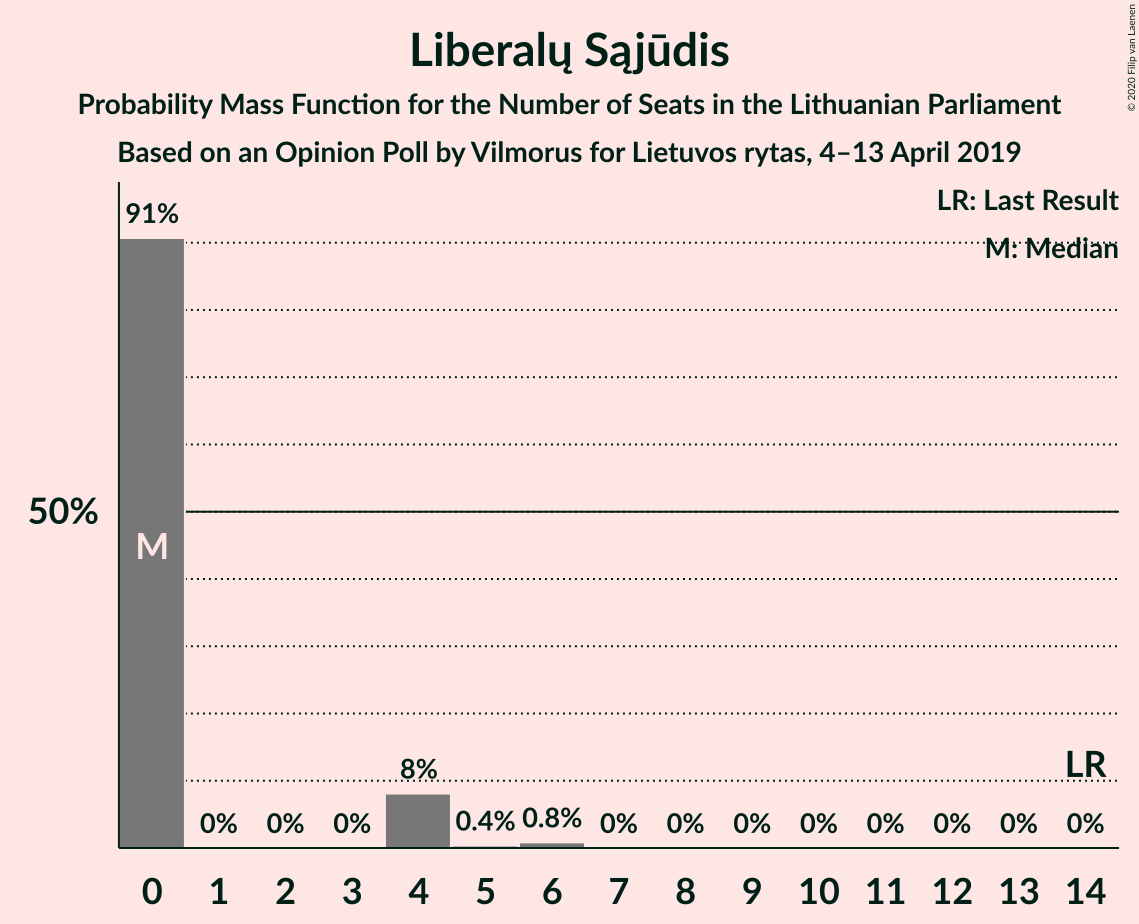 Liberalų Sąjūdis
Probability Mass Function for the Number of Seats in the Lithuanian Parliament
Based on an Opinion Poll by Vilmorus for Lietuvos rytas, 4–13 April 2019
© 2020 Filip van Laenen
LR: Last Result
M: Median
91%
50%
M
8%
LR
0% 0% 0% 0.4% 0.8% 0% 0% 0% 0% 0% 0% 0% 0%
0 1 2 3 4 5 6 7 8 9 10 11 12 13 14